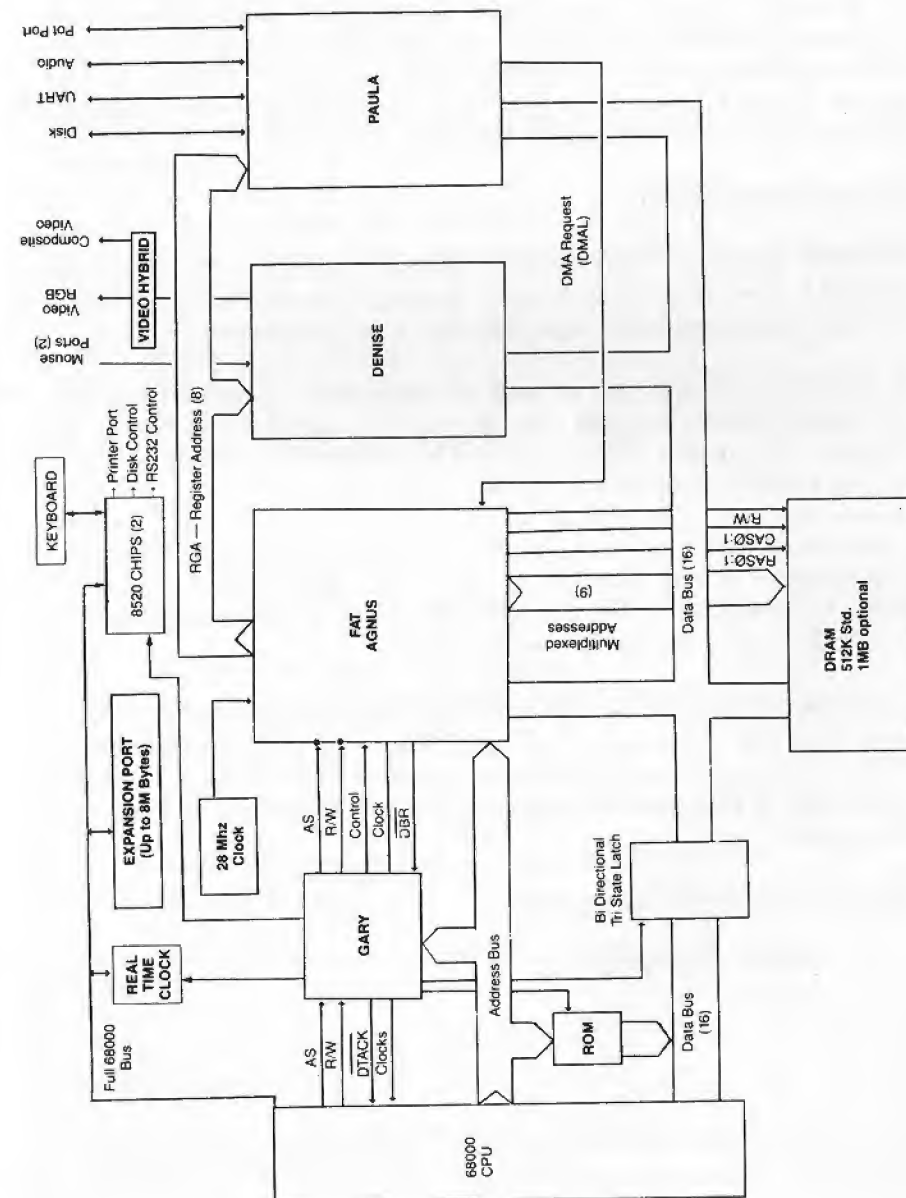 Pot Port
Audio
UART
Disk
PAULA
Composite
Video
VIDEO HYBRID
RGB
Video
Mouse
Ports (2)
DENISE
DMA Request
(DMAL)
RGA — Register Address (8)
KEYBOARD
8520 CHIPS (2)
Printer Port
Disk Control
RS232 Control
FAT
AGNUS
Multiplexed
Addresses
(9)
RASØ:1
CASØ:1
R/W
Data Bus (16)
DRAM
512K Std.
1MB optional
EXPANSION PORT
(Up to 8M Bytes)
28 Mhz
Clock
AS
R/W
Control
Clock
DBR
GARY
REAL
TIME
CLOCK
Bi Directional
Tri State Latch
Address Bus
Full 68000
Bus
AS
R/W
DTACK
Clocks
ROM
Data Bus
(16)
68000
CPU